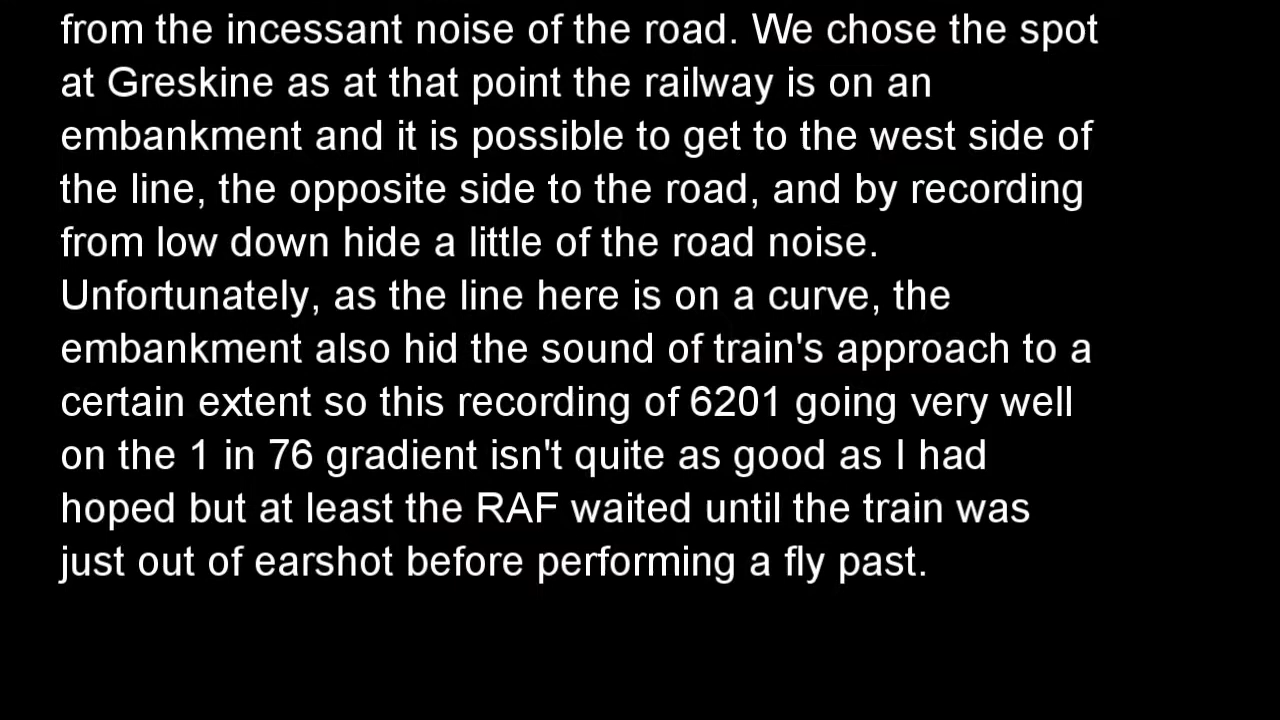 from the incessant noise of the road. We chose the spot
at Greskine as at that point the railway is on an
embankment and it is possible to get to the west side of
the line, the opposite side to the road, and by recording
from low down hide a little of the road noise.
Unfortunately, as the line here is on a curve, the
embankment also hid the sound of train's approach to a
certain extent so this recording of 6201 going very well
on the 1 in 76 gradient isn't quite as good as I had
hoped but at least the RAF waited until the train was
just out of earshot before performing a fly past.